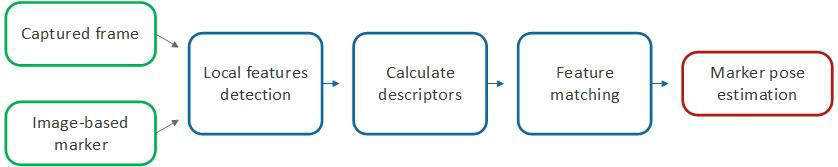 Captured frame
Image-based
marker
Local features
detection
Calculate
descriptors
Feature
matching
Marker pose
estimation